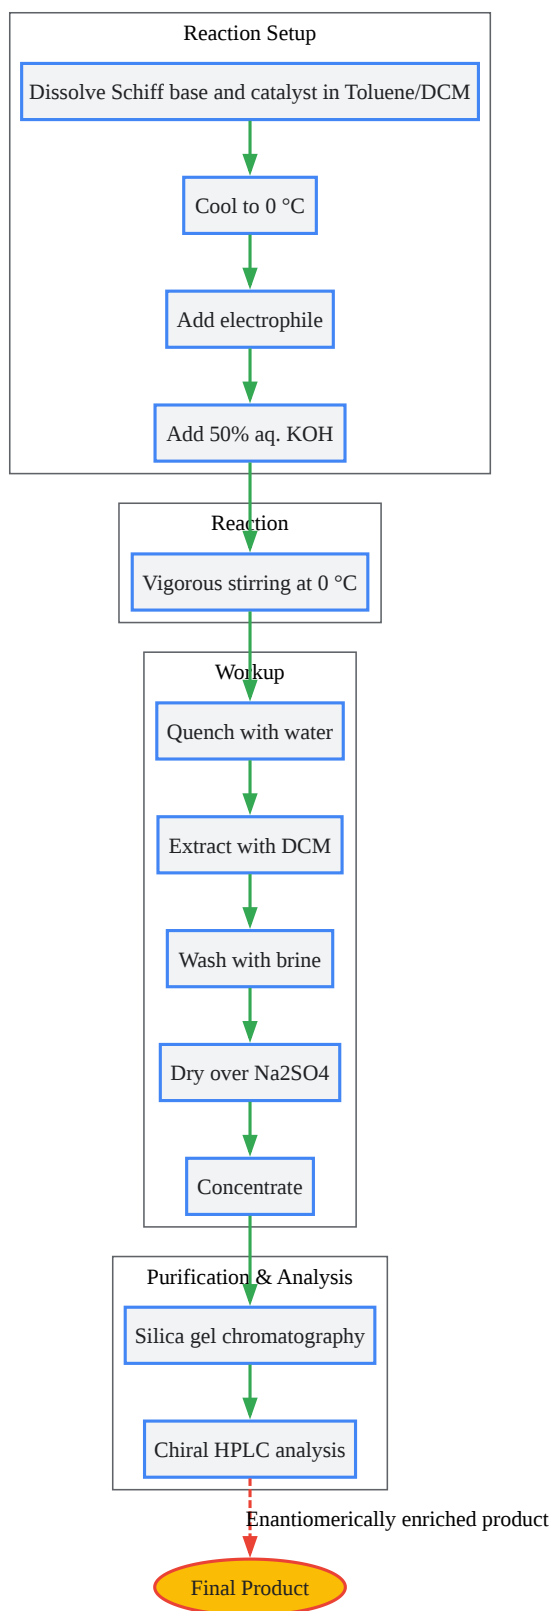 Reaction Setup
Dissolve Schiff base and catalyst in Toluene/DCM
Cool to 0 °C
Add electrophile
Add 50% aq. KOH
Reaction
Vigorous stirring at 0 °C
Workup
Quench with water
Extract with DCM
Wash with brine
Dry over Na2SO4
Concentrate
Purification & Analysis
Silica gel chromatography
Chiral HPLC analysis
Enantiomerically enriched product
Final Product